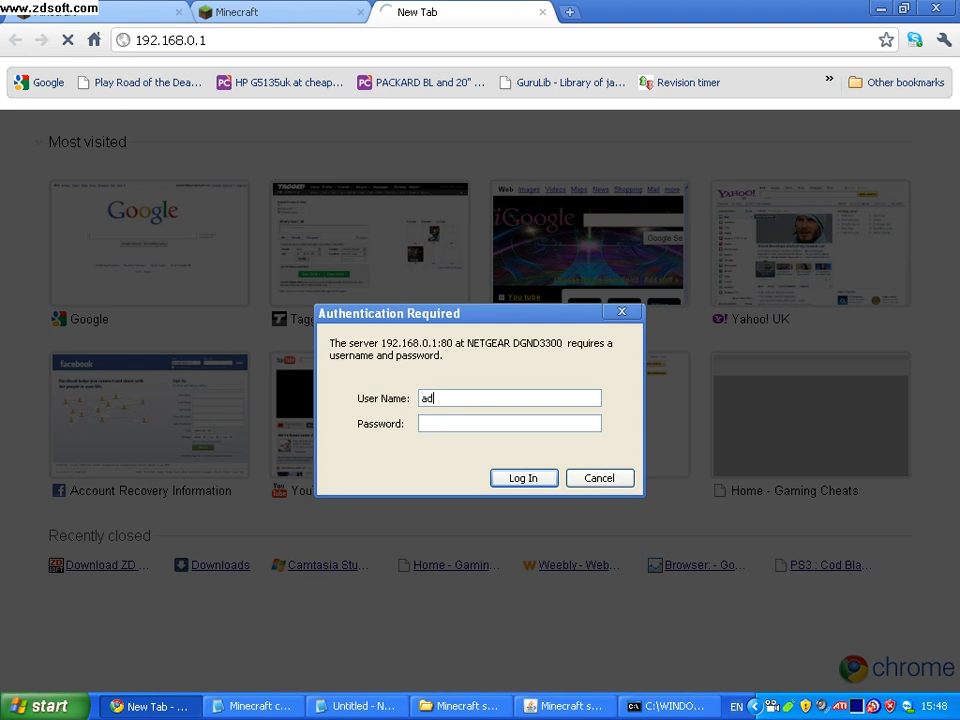 www.zdsoft.com
Minecraft
New Tab
192.168.0.1
Google
Play Road of the Dea...
HP G5135uk at cheap...
PACKARD BL and 20" ...
GuruLib - Library of ja...
Revision timer
»
Other bookmarks
Most visited
Google
Yahoo! UK
Authentication Required
The server 192.168.0.1:80 at NETGEAR DGND3300 requires a
username and password.
User Name: ad
Password:
Log In
Cancel
Account Recovery Information
Home - Gaming Cheats
Recently closed
Download ZD ...
Downloads
Camtasia Stu...
Home - Gamin...
Weebly - Web...
Browser: - Go...
PS3 : Cod Bla...
chrome
start
New Tab - ...
Minecraft c...
Untitled - N...
Minecraft s...
Minecraft s...
C:\WINDO...
EN
15:48